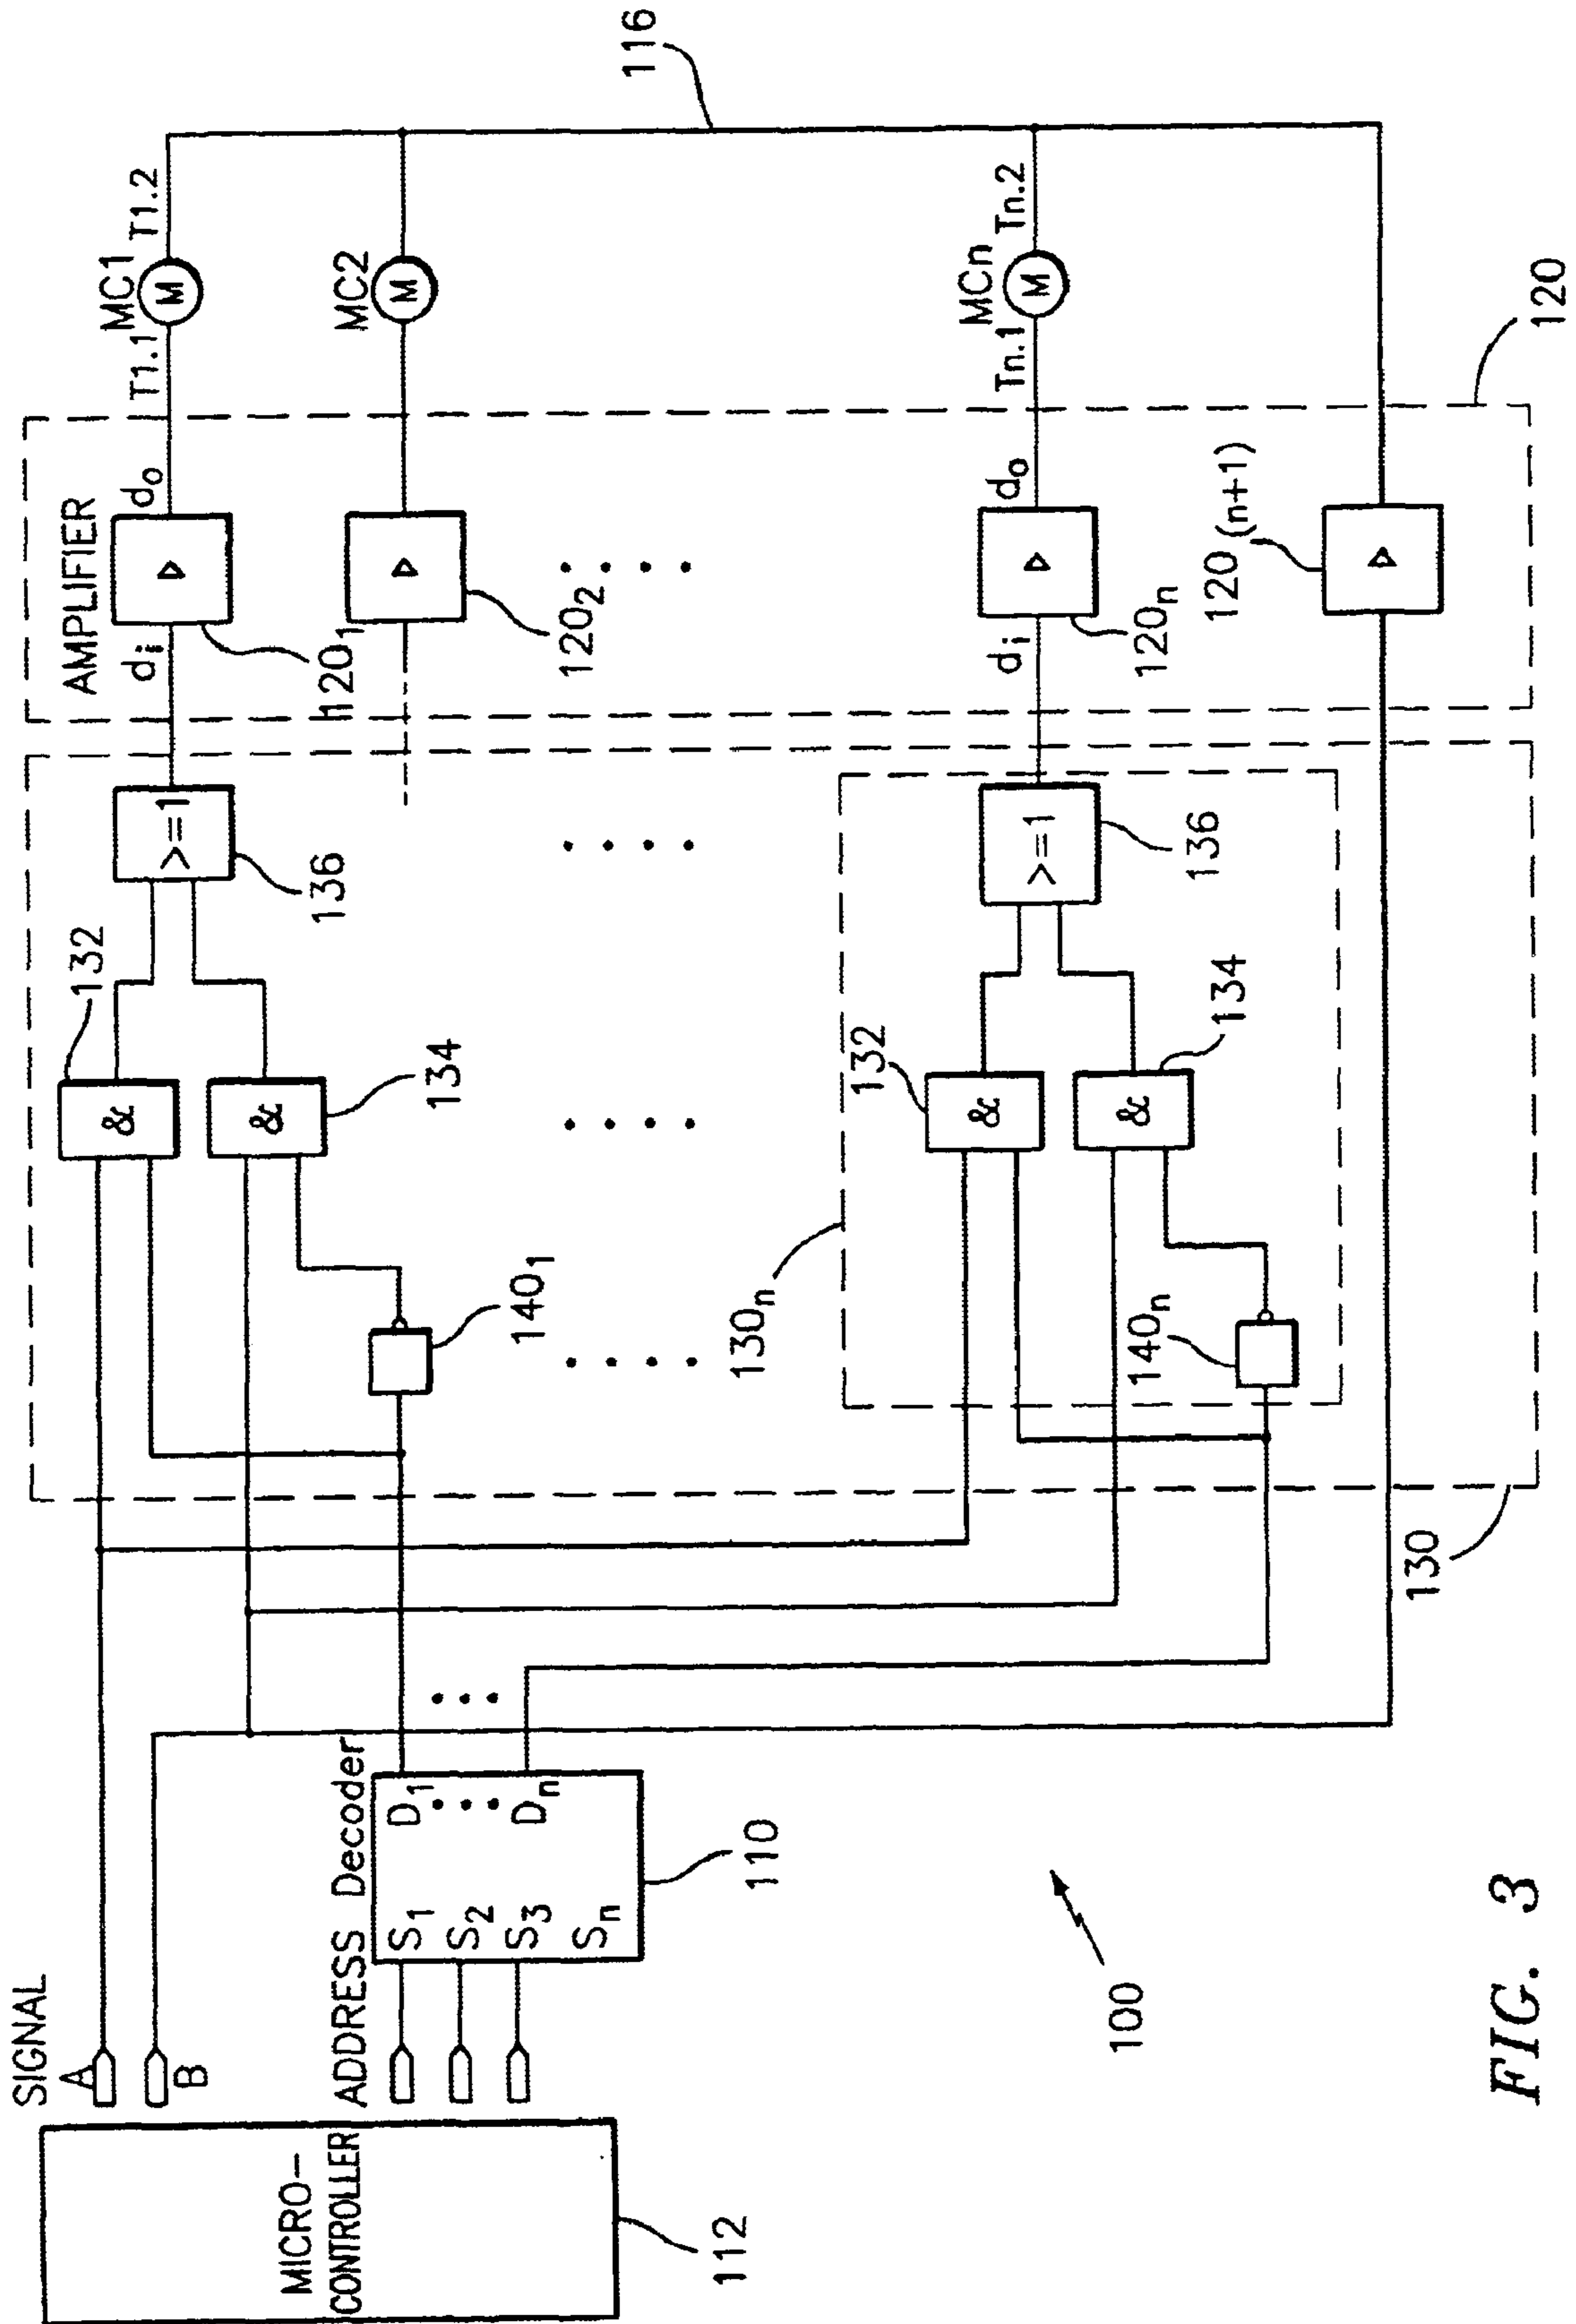 SIGNAL
A
B
MICRO-
CONTROLLER
112
ADDRESS Decoder
S1
S2
S3
Sn
D1
Dn
110
100
130
132
&
134
&
136
>=1
140₁
130n
132
&
134
&
136
>=1
140n
AMPLIFIER
di
do
120₁
120₂
di
do
120n
120 (n+1)
120
T1.1
MC1
M
T1.2
MC2
M
Tn.1
MCn
M
Tn.2
116
FIG. 3